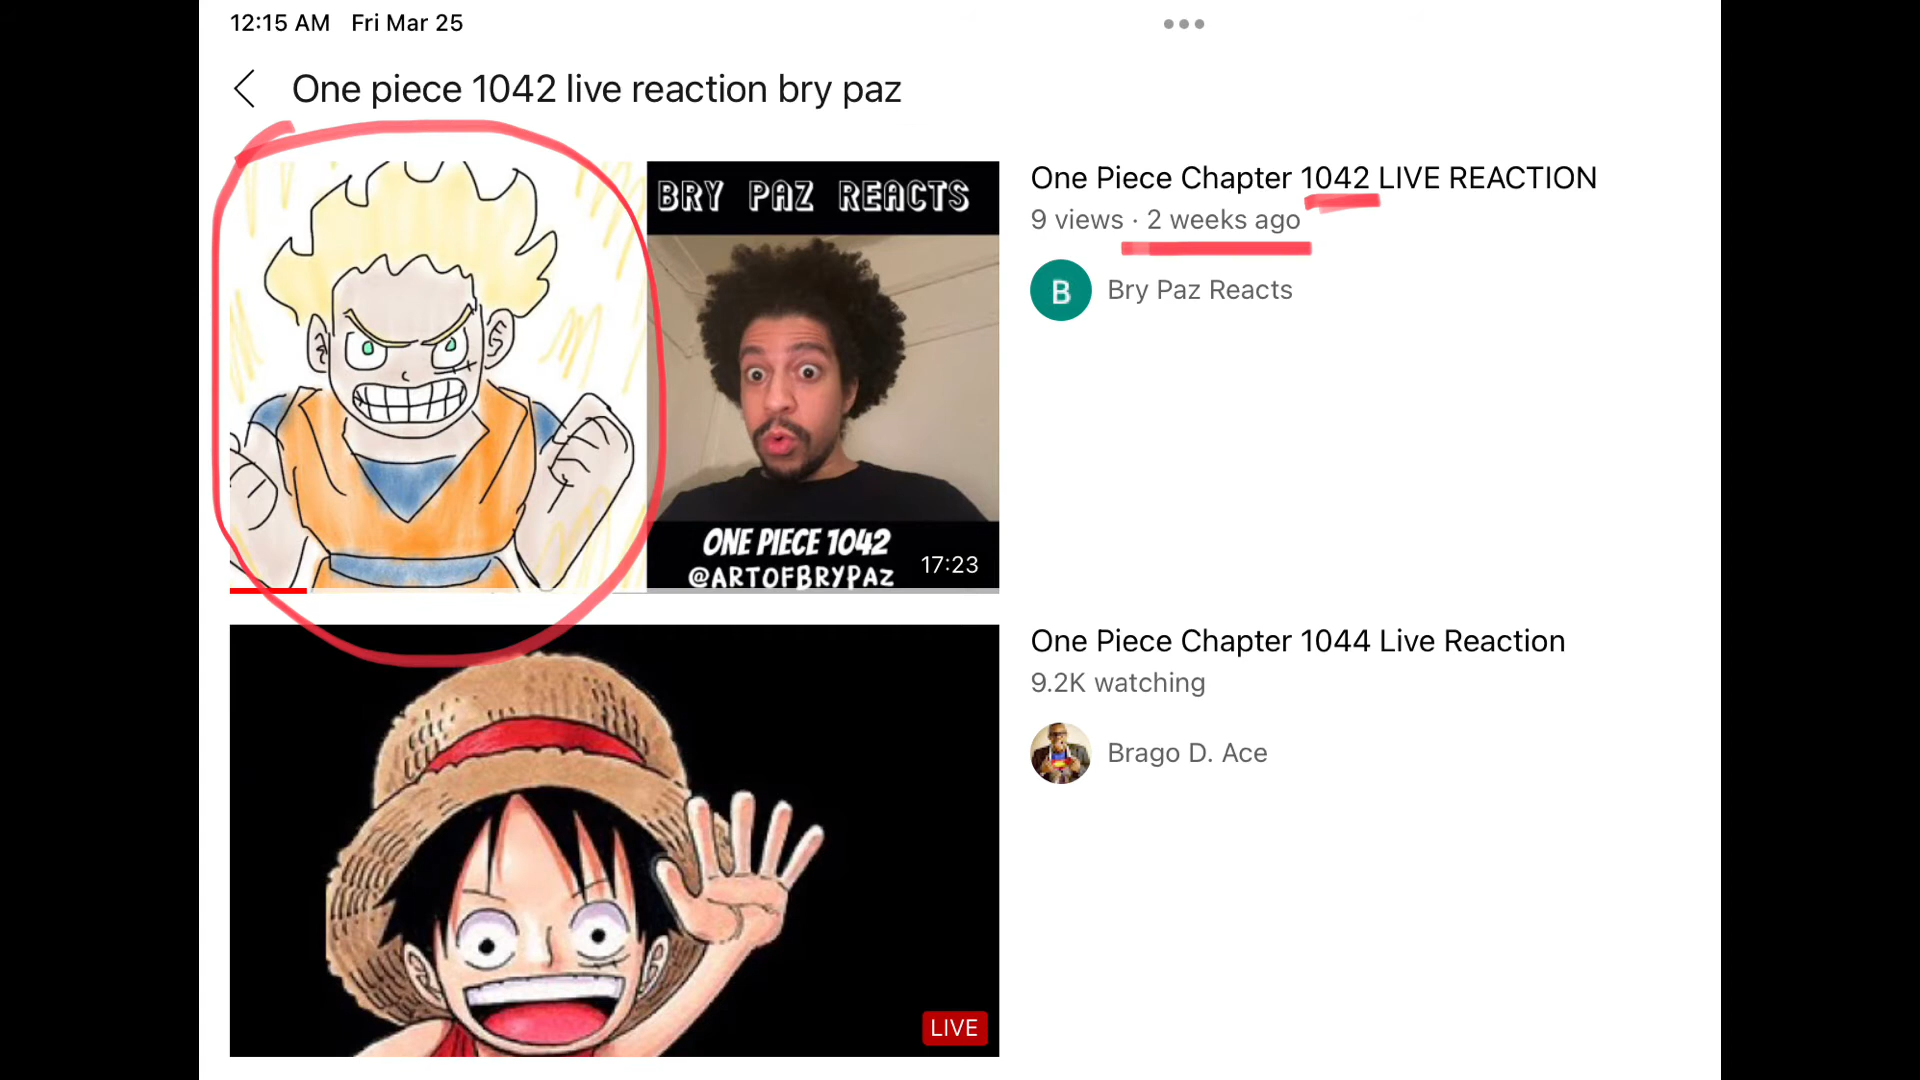 12:15 AM Fri Mar 25
One piece 1042 live reaction bry paz
BRY PAZ REACTS
ONE PIECE 1042
@ARTOFBRYPAZ
17:23
One Piece Chapter 1042 LIVE REACTION
9 views · 2 weeks ago
B
Bry Paz Reacts
LIVE
One Piece Chapter 1044 Live Reaction
9.2K watching
Brago D. Ace